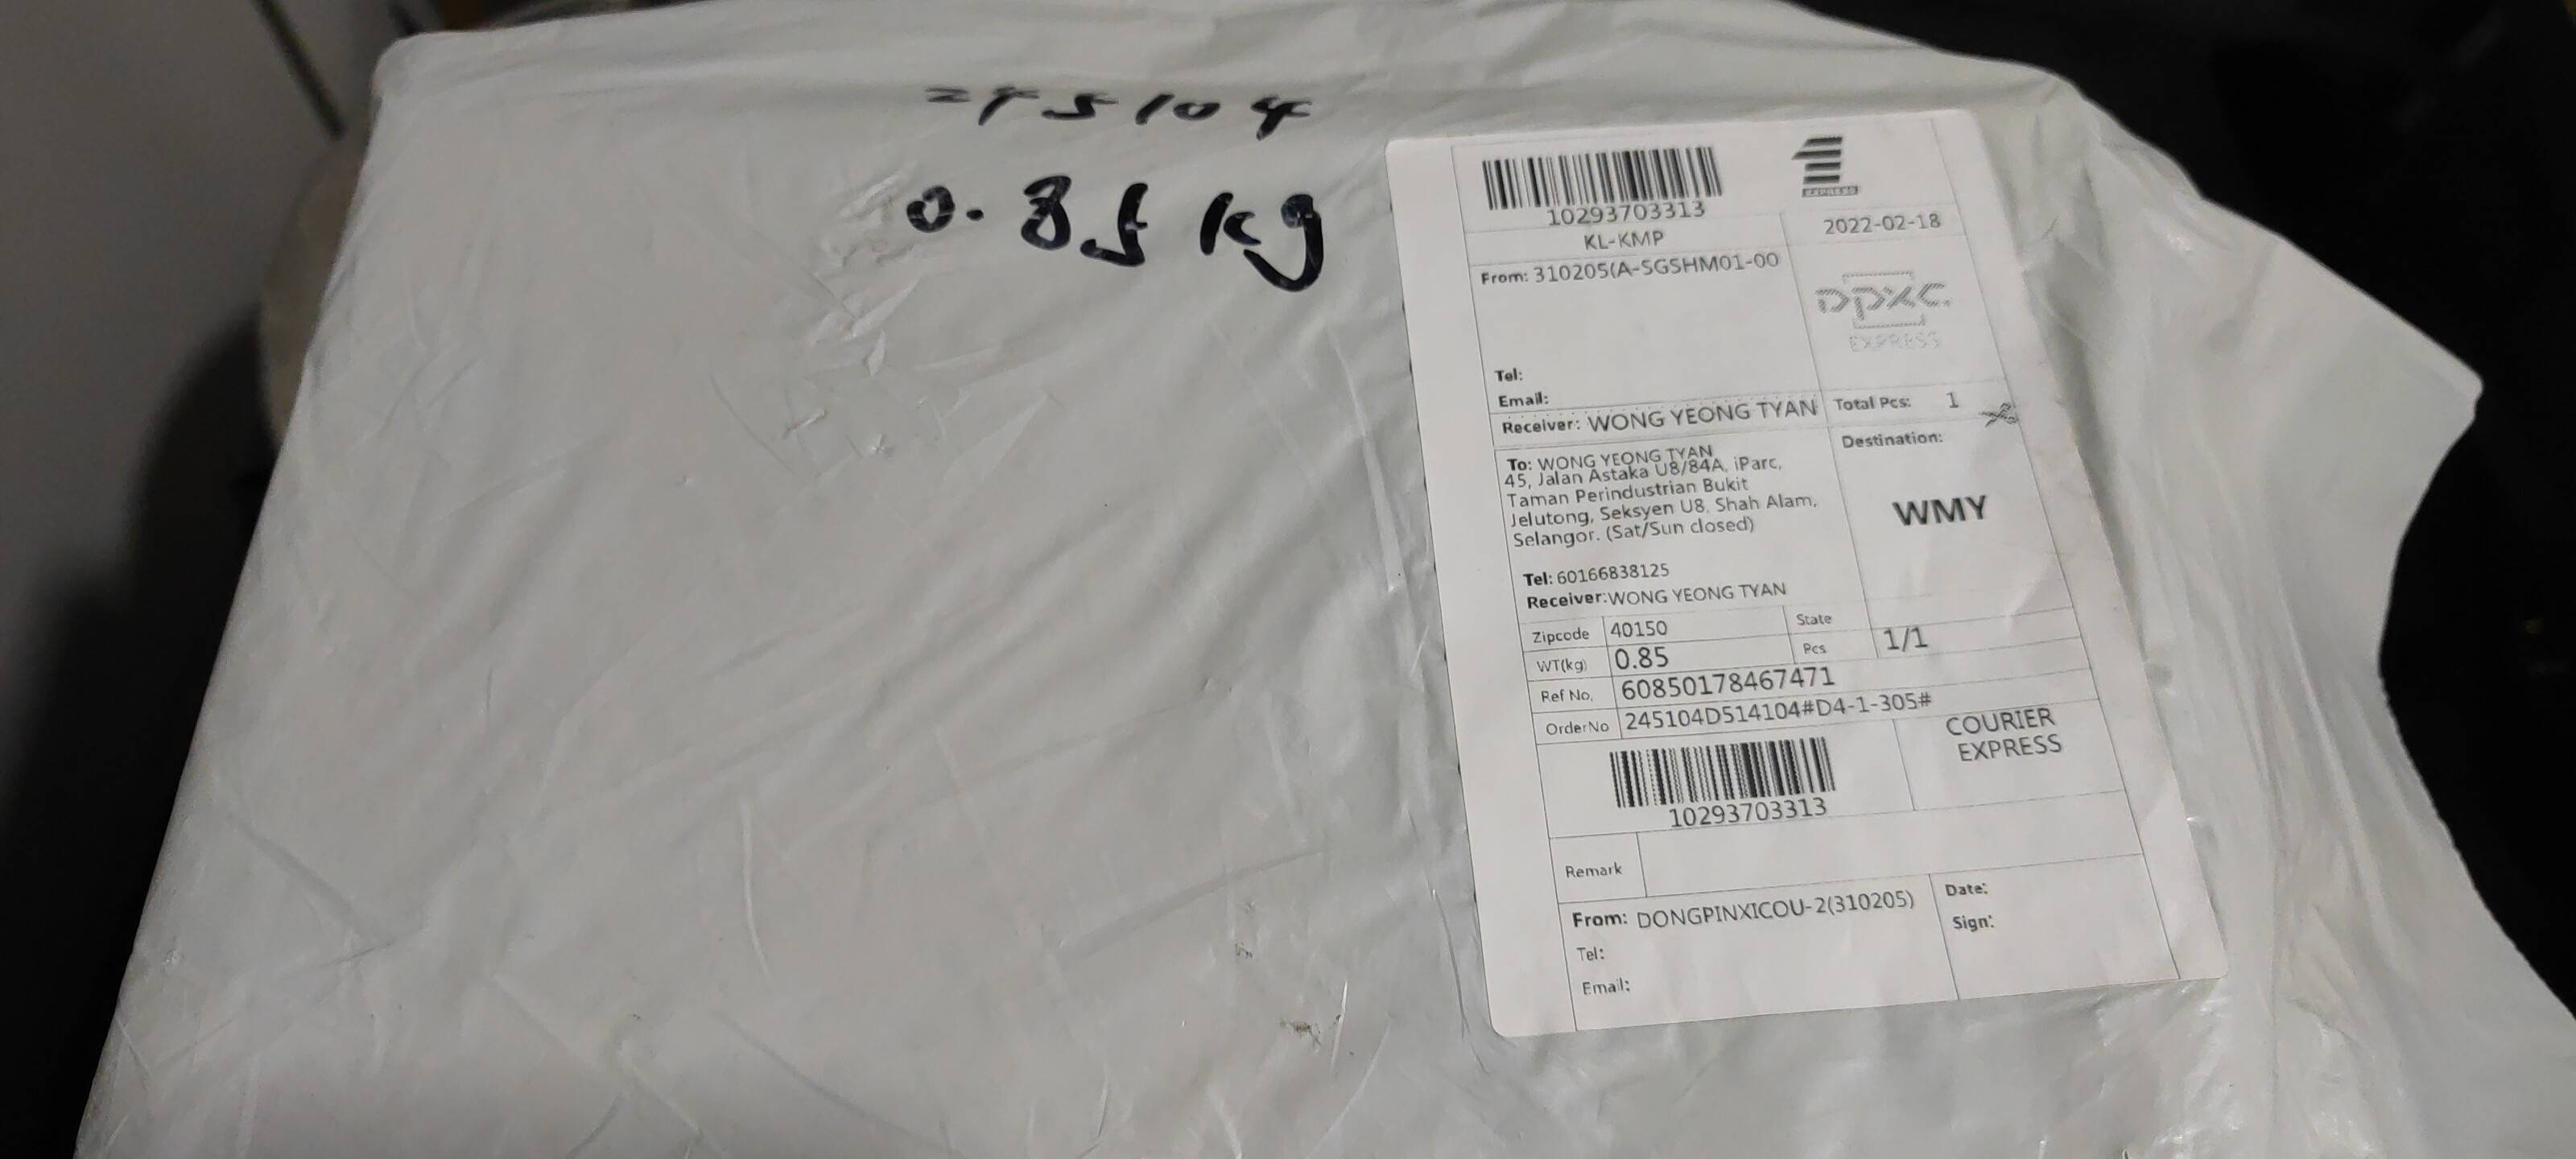 245104
0.85 kg
10293703313
EXPRESS
KL-KMP
2022-02-18
From: 310205(A-SGSHM01-00
DPXC.
EXPRESS
Tel:
Email:
Receiver: WONG YEONG TYAN
Total Pcs: 1
To: WONG YEONG TYAN
45, Jalan Astaka U8/84A, iParc,
Taman Perindustrian Bukit
Jelutong, Seksyen U8, Shah Alam,
Selangor. (Sat/Sun closed)
Destination:
WMY
Tel: 60166838125
Receiver:WONG YEONG TYAN
Zipcode 40150 State
WT(kg) 0.85 Pcs 1/1
Ref No. 60850178467471
OrderNo 245104D514104#D4-1-305#
10293703313
COURIER
EXPRESS
Remark
From: DONGPINXICOU-2(310205)
Tel:
Email:
Date:
Sign: